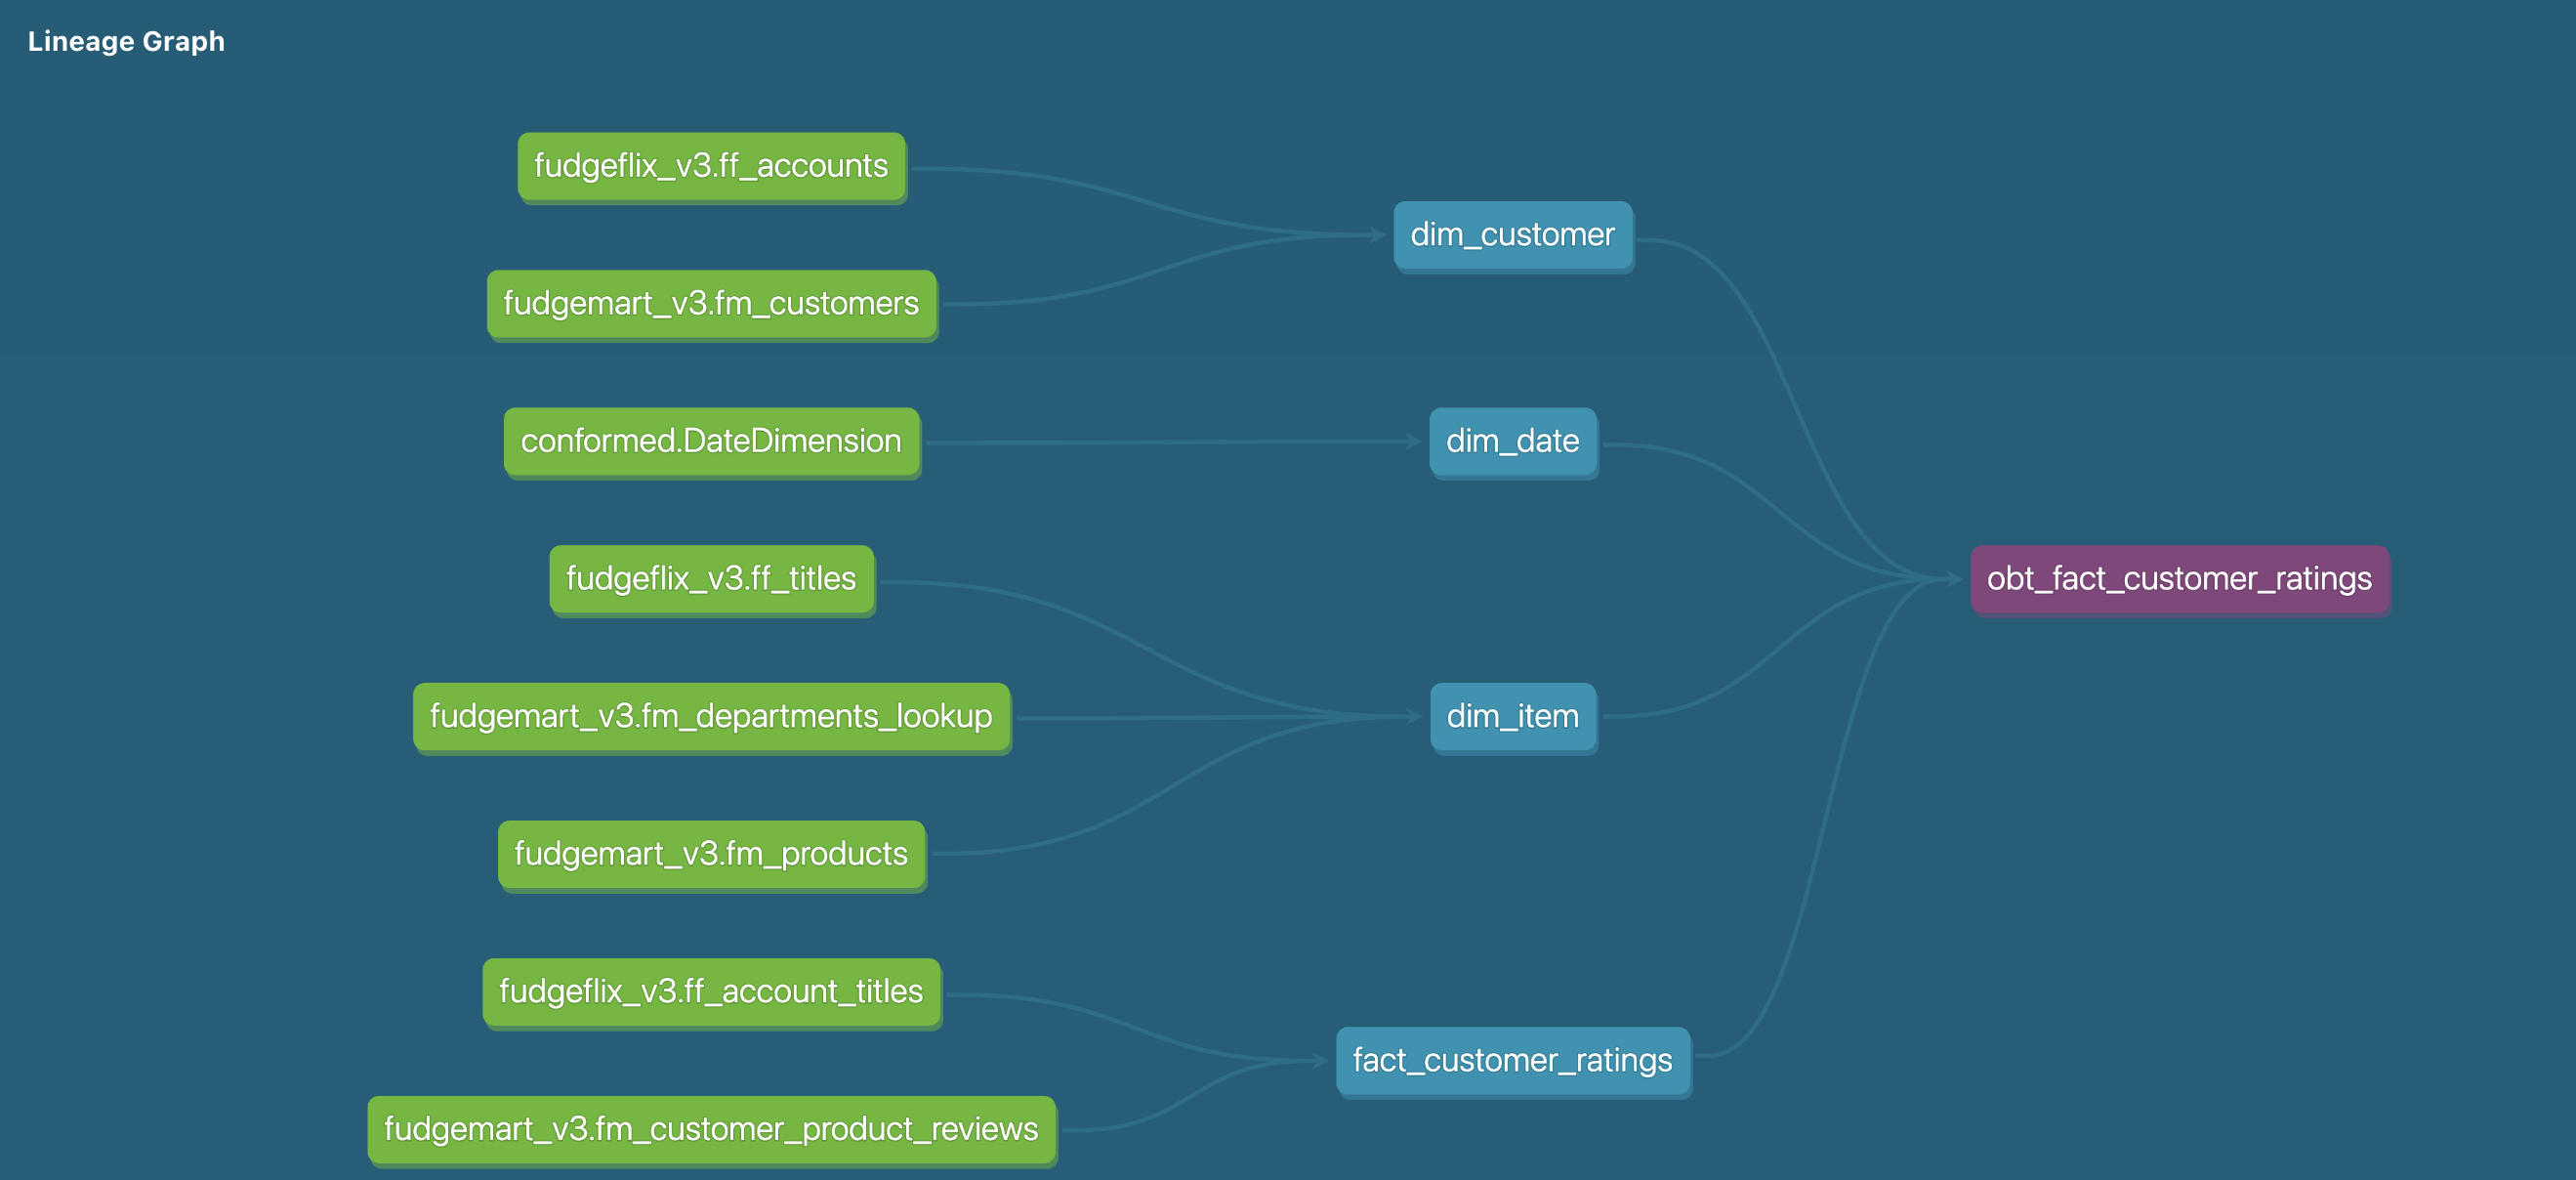 Lineage Graph
fudgeflix_v3.ff_accounts
dim_customer
fudgemart_v3.fm_customers
conformed.DateDimension
dim_date
fudgeflix_v3.ff_titles
obt_fact_customer_ratings
fudgemart_v3.fm_departments_lookup
dim_item
fudgemart_v3.fm_products
fudgeflix_v3.ff_account_titles
fact_customer_ratings
fudgemart_v3.fm_customer_product_reviews